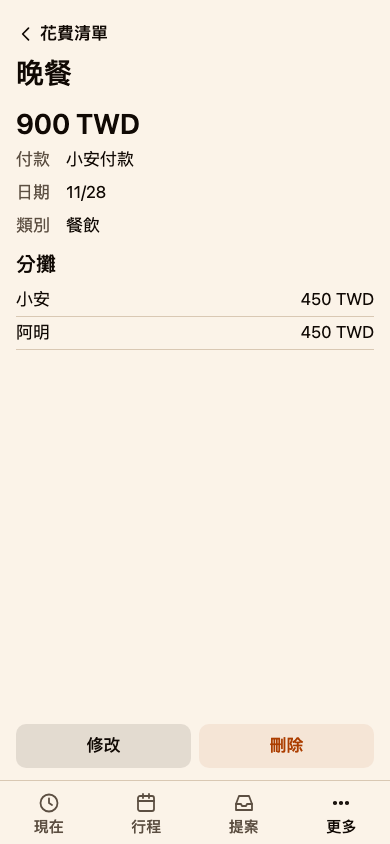 花費清單
晚餐
900 TWD
付款 小安付款
日期 11/28
類別 餐飲
分攤
小安 450 TWD
阿明 450 TWD
修改 刪除
現在 行程 提案 更多